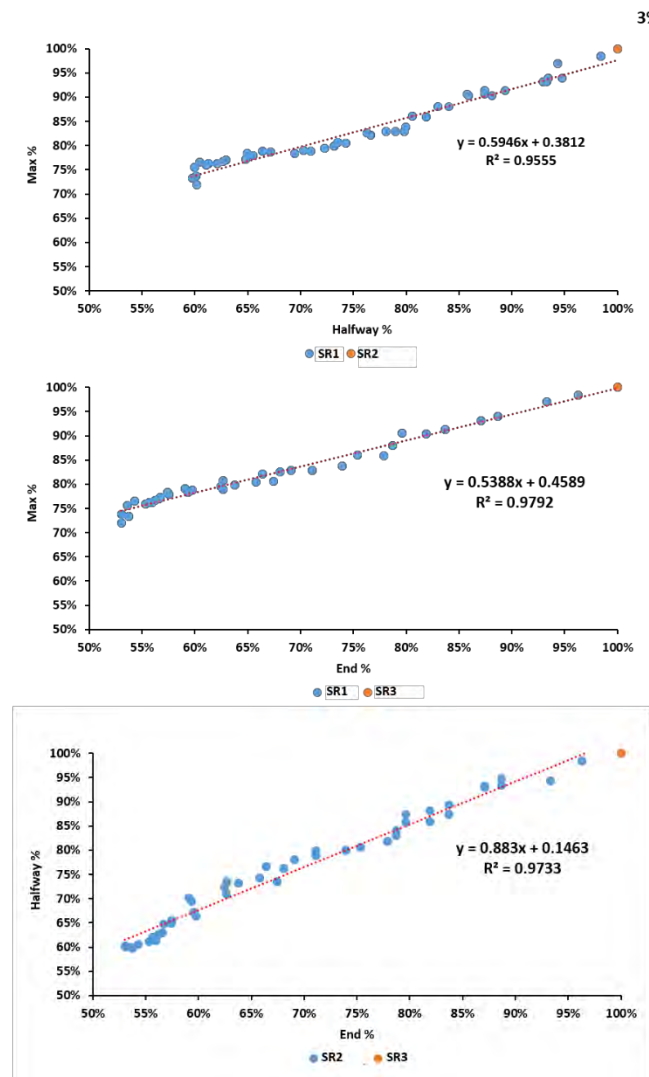 3%
100%
95%
90%
85%
80%
75%
70%
65%
60%
55%
50%
Max %
y = 0.5946x + 0.3812
R² = 0.9555
50% 55% 60% 65% 70% 75% 80% 85% 90% 95% 100%
Halfway %
SR1 SR2
100%
95%
90%
85%
80%
75%
70%
65%
60%
55%
50%
Max %
y = 0.5388x + 0.4589
R² = 0.9792
50% 55% 60% 65% 70% 75% 80% 85% 90% 95% 100%
End %
SR1 SR3
100%
95%
90%
85%
80%
75%
70%
65%
60%
55%
50%
Halfway %
y = 0.883x + 0.1463
R² = 0.9733
50% 55% 60% 65% 70% 75% 80% 85% 90% 95% 100%
End %
SR2 SR3